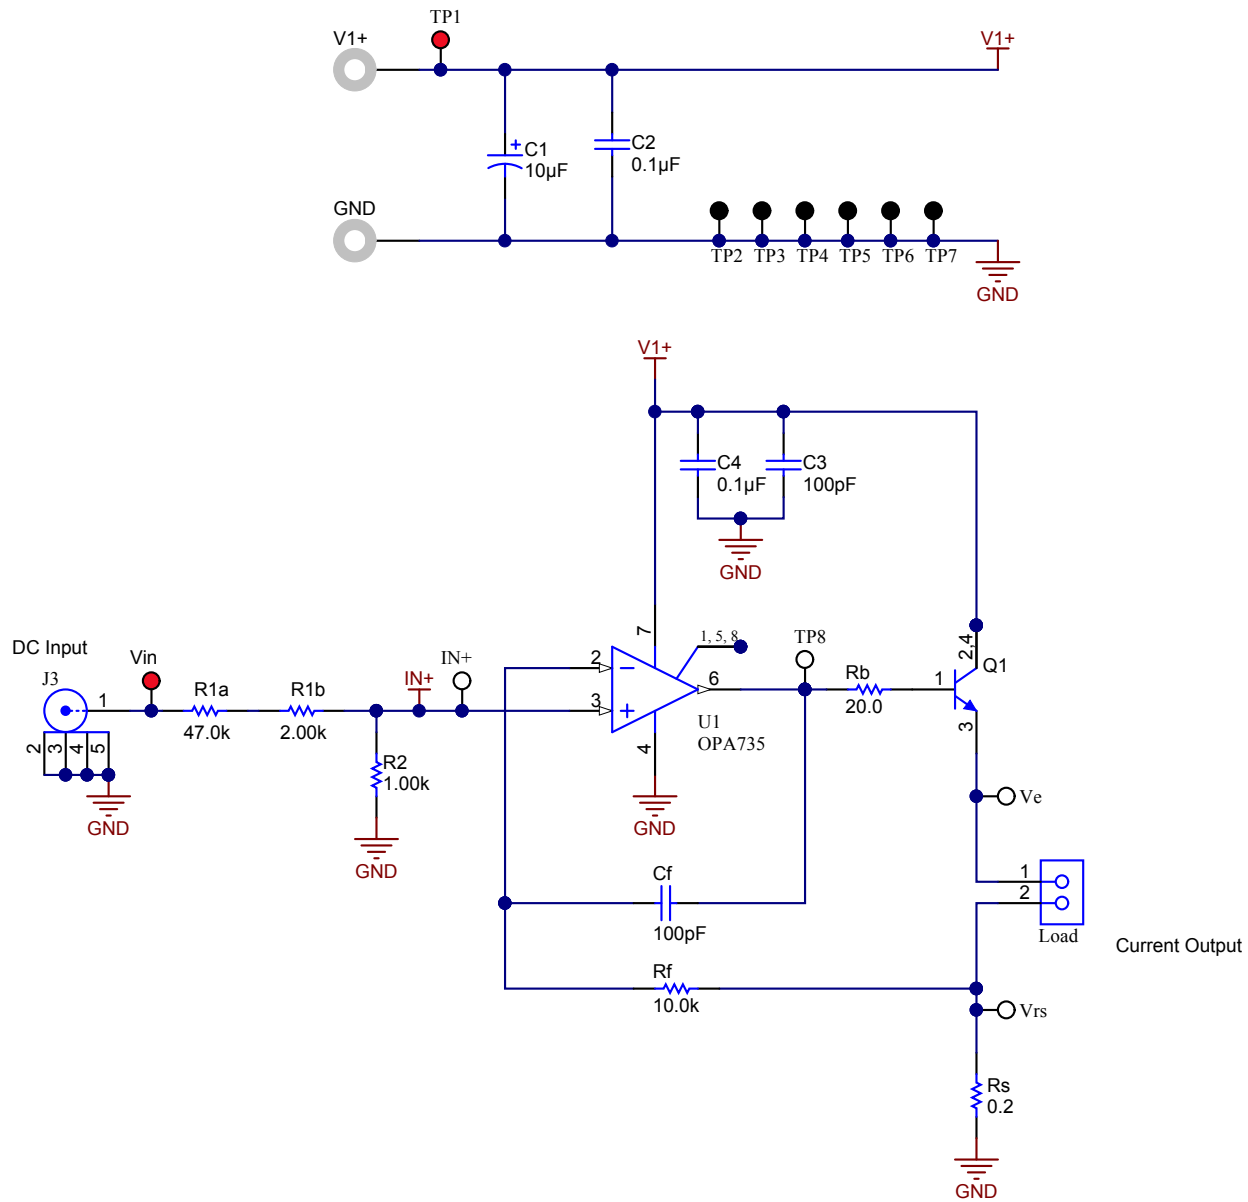 TP1
V1+
V1+
C1
10µF
C2
0.1µF
GND
TP2 TP3 TP4 TP5 TP6 TP7
GND
V1+
C4
0.1µF
C3
100pF
GND
DC Input
J3
1
2 3 4 5
GND
Vin
R1a
47.0k
R1b
2.00k
IN+
IN+
R2
1.00k
GND
2
3
7
1, 5, 8
6
4
U1
OPA735
GND
TP8
Rb
20.0
1
2,4
Q1
3
Ve
1
2
Load
Current Output
Cf
100pF
Rf
10.0k
Vrs
Rs
0.2
GND